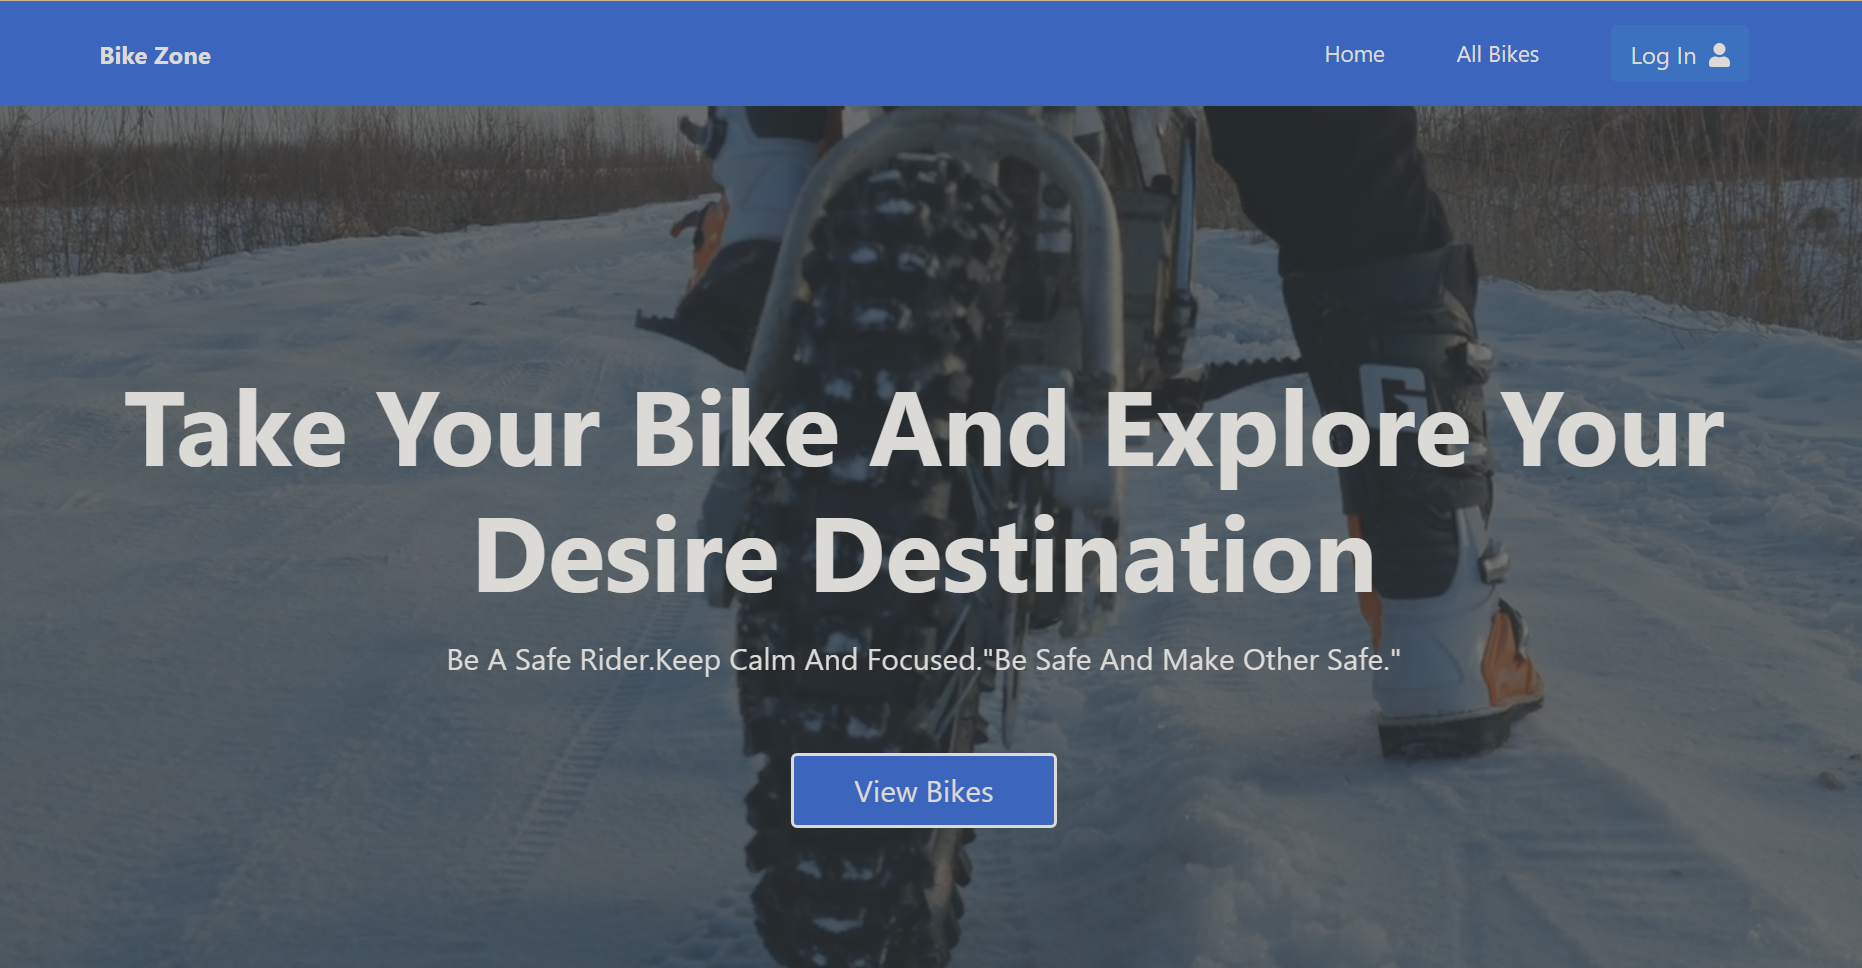 Bike Zone
Home
All Bikes
Log In
Take Your Bike And Explore Your
Desire Destination
Be A Safe Rider.Keep Calm And Focused."Be Safe And Make Other Safe."
View Bikes